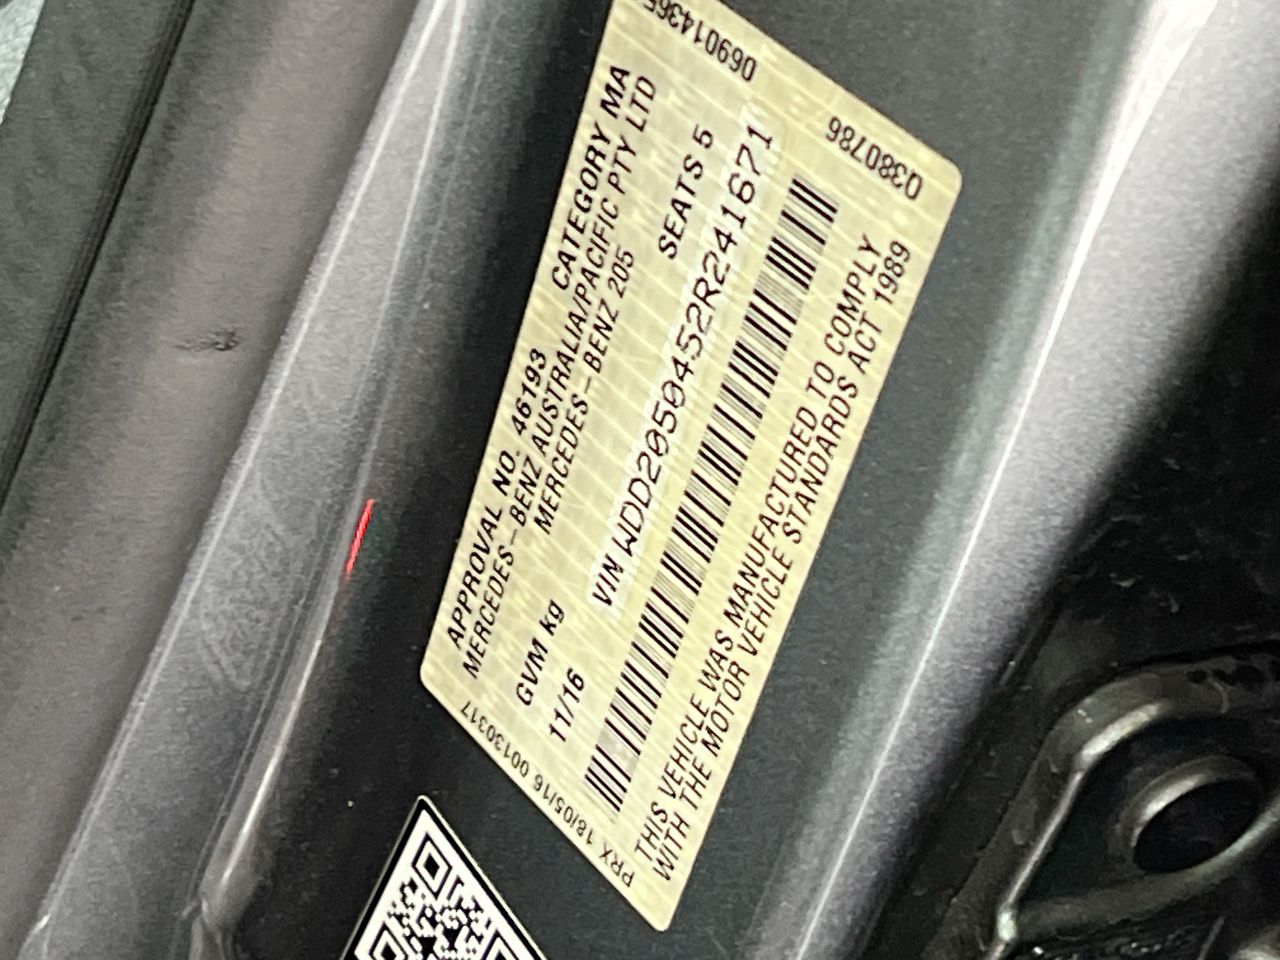 APPROVAL NO. 46193 CATEGORY MA
MERCEDES-BENZ AUSTRALIA/PACIFIC PTY LTD
MERCEDES-BENZ 205
GVM kg SEATS 5
11/16 VIN WDD2050452R241671
THIS VEHICLE WAS MANUFACTURED TO COMPLY
WITH THE MOTOR VEHICLE STANDARDS ACT 1989
PRX 18/05/16 00130317
Q380786